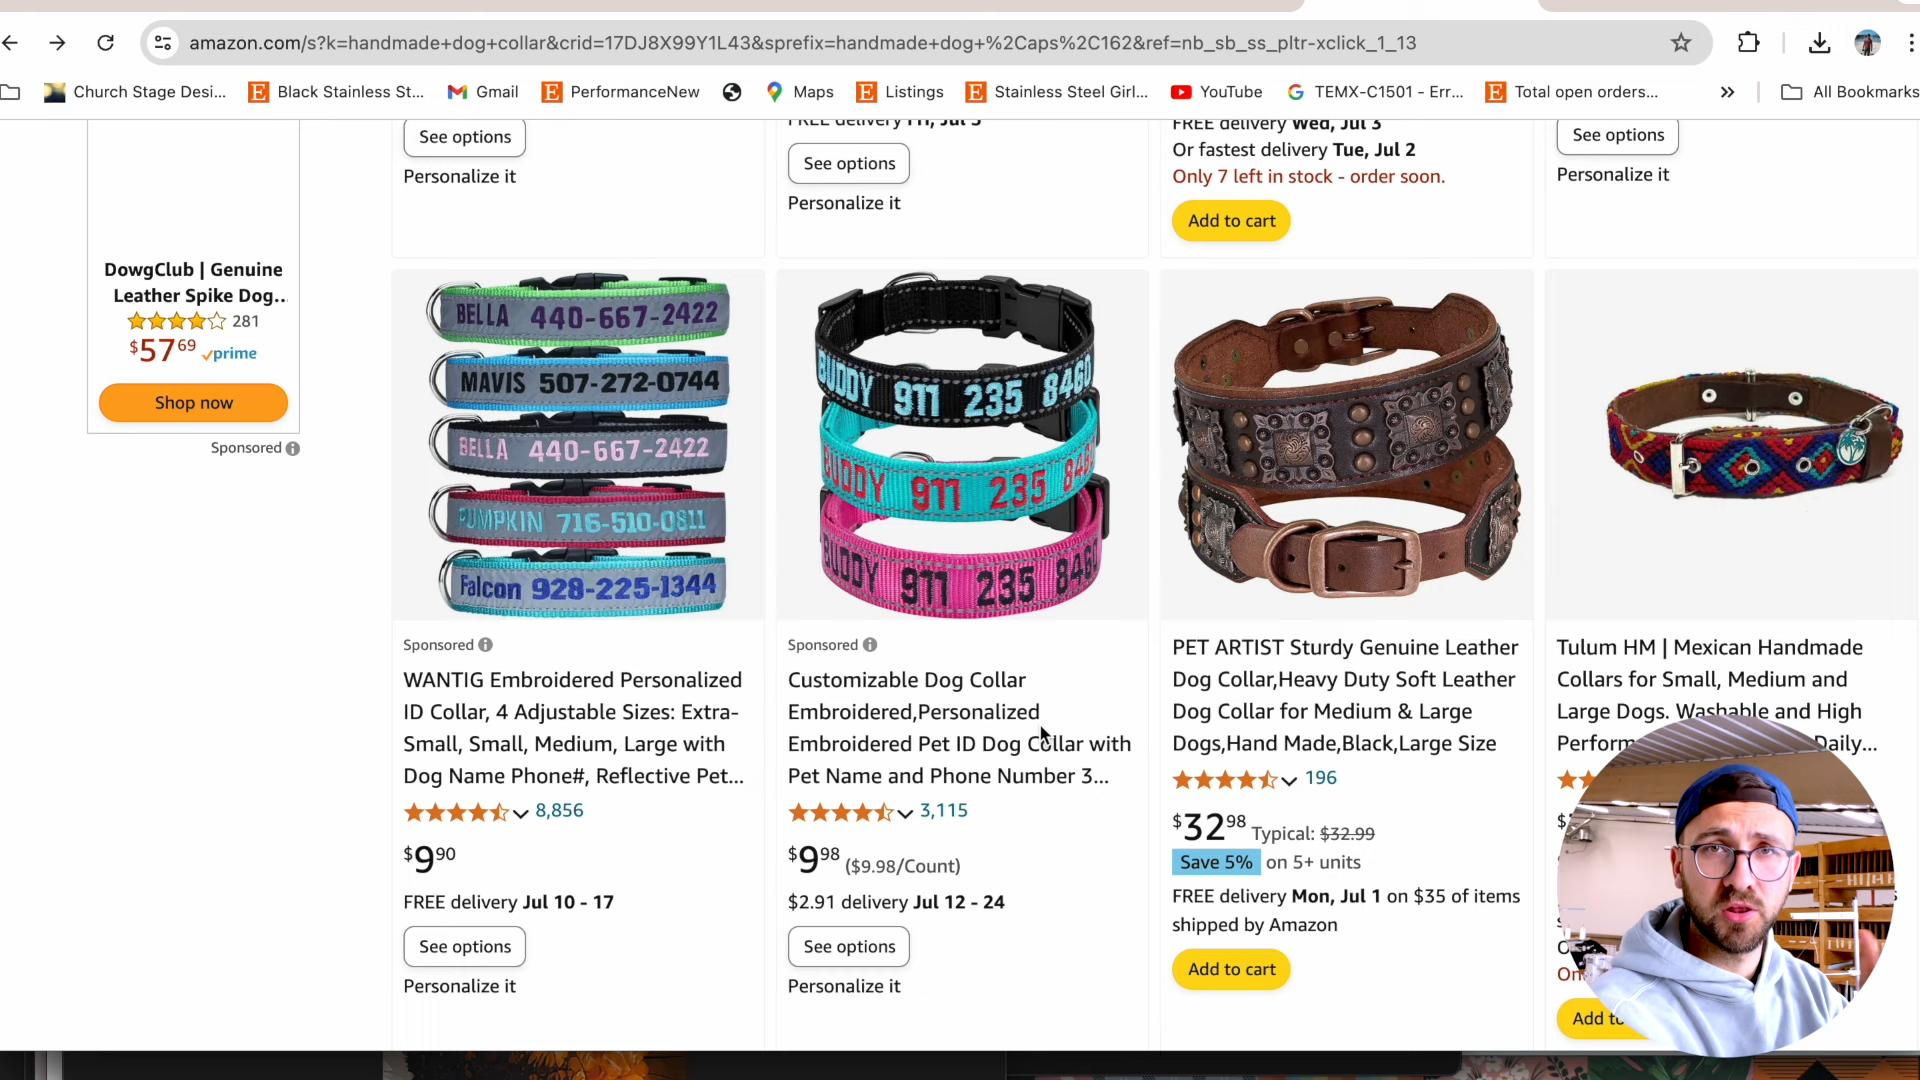 amazon.com/s?k=handmade+dog+collar&crid=17DJ8X99Y1L43&sprefix=handmade+dog+%2Caps%2C162&ref=nb_sb_ss_pltr-xclick_1_13
Church Stage Desi...
Black Stainless St...
Gmail
PerformanceNew
Maps
Listings
Stainless Steel Girl...
YouTube
TEMX-C1501 - Err...
Total open orders...
All Bookmarks
DowgClub | Genuine
Leather Spike Dog...
281
$57.69 prime
Shop now
Sponsored
See options
Personalize it
FREE delivery Fri, Jul 5
See options
Personalize it
FREE delivery Wed, Jul 3
Or fastest delivery Tue, Jul 2
Only 7 left in stock - order soon.
Add to cart
See options
Personalize it
BELLA 440-667-2422
MAVIS 507-272-0744
BELLA 440-667-2422
PUMPKIN 716-510-0811
Falcon 928-225-1344
Sponsored
WANTIG Embroidered Personalized
ID Collar, 4 Adjustable Sizes: Extra-
Small, Small, Medium, Large with
Dog Name Phone#, Reflective Pet...
8,856
$9.90
FREE delivery Jul 10 - 17
See options
Personalize it
BUDDY 911 235 8460
BUDDY 911 235 846
BUDDY 911 235 846
Sponsored
Customizable Dog Collar
Embroidered,Personalized
Embroidered Pet ID Dog Collar with
Pet Name and Phone Number 3...
3,115
$9.98 ($9.98/Count)
$2.91 delivery Jul 12 - 24
See options
Personalize it
PET ARTIST Sturdy Genuine Leather
Dog Collar,Heavy Duty Soft Leather
Dog Collar for Medium & Large
Dogs,Hand Made,Black,Large Size
196
$32.98 Typical: $32.99
Save 5% on 5+ units
FREE delivery Mon, Jul 1 on $35 of items
shipped by Amazon
Add to cart
Tulum HM | Mexican Handmade
Collars for Small, Medium and
Large Dogs. Washable and High
Daily...
$
Add